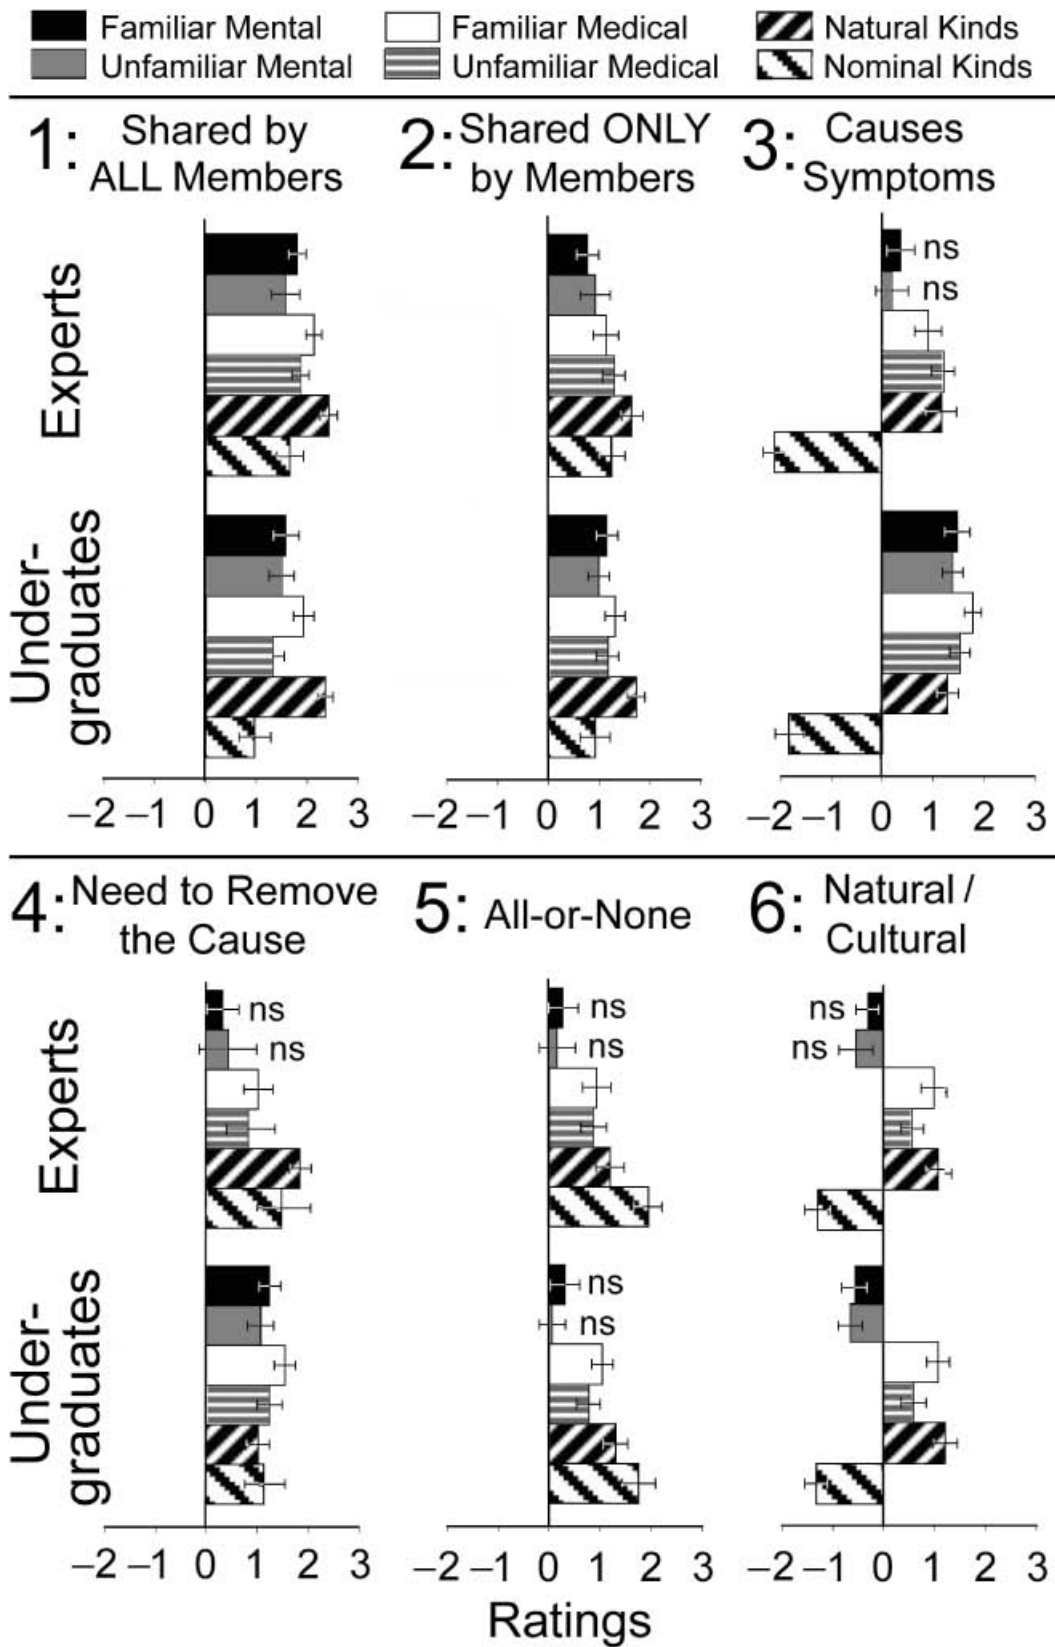 Familiar Mental
Familiar Medical
Natural Kinds
Unfamiliar Mental
Unfamiliar Medical
Nominal Kinds
1: Shared by
ALL Members
2: Shared ONLY
by Members
3: Causes
Symptoms
Experts
ns
ns
Under-
graduates
–2 –1 0 1 2 3
–2 –1 0 1 2 3
–2 –1 0 1 2 3
4: Need to Remove
the Cause
5: All-or-None
6: Natural /
Cultural
Experts
ns
ns
ns
ns
ns
ns
Under-
graduates
ns
ns
–2 –1 0 1 2 3
–2 –1 0 1 2 3
–2 –1 0 1 2 3
Ratings